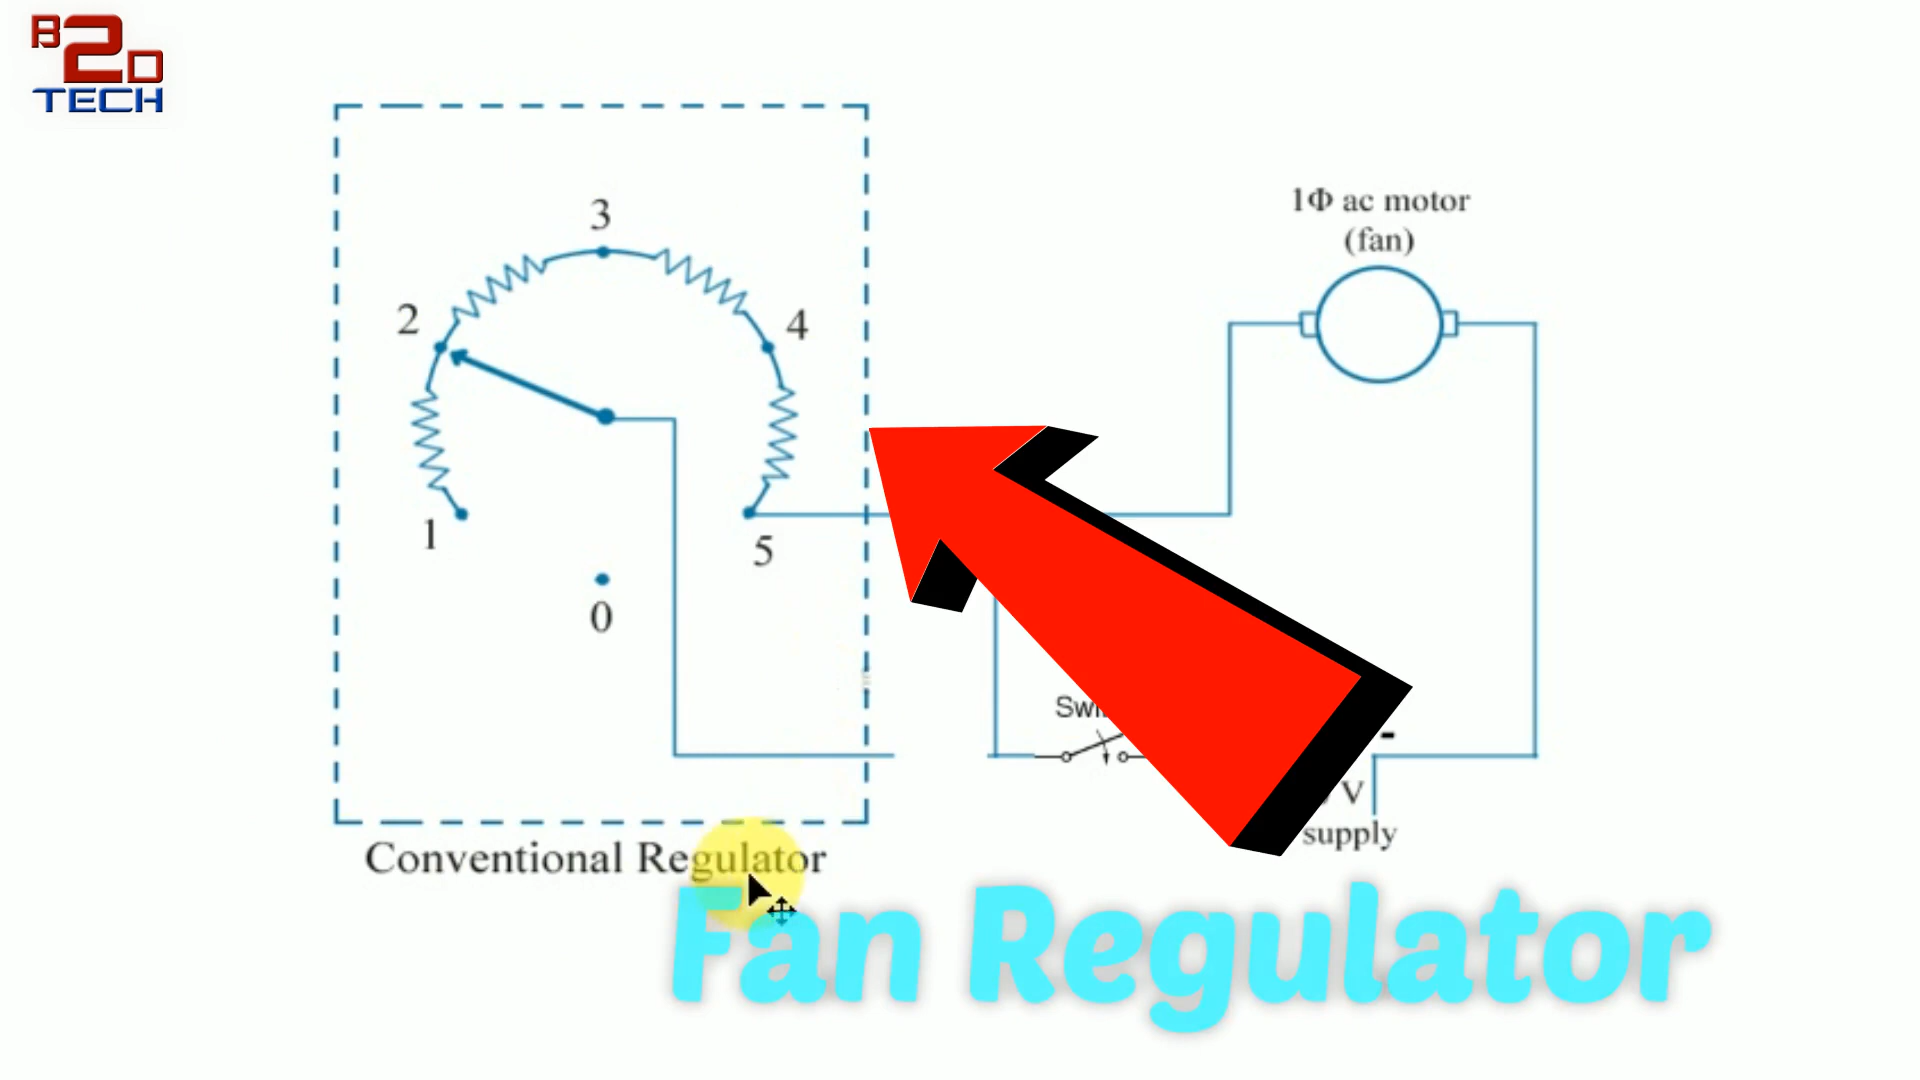 B2D
TECH
1Φ ac motor
(fan)
3
2
4
1
5
0
-
V
supply
Conventional Regulator
Fan Regulator